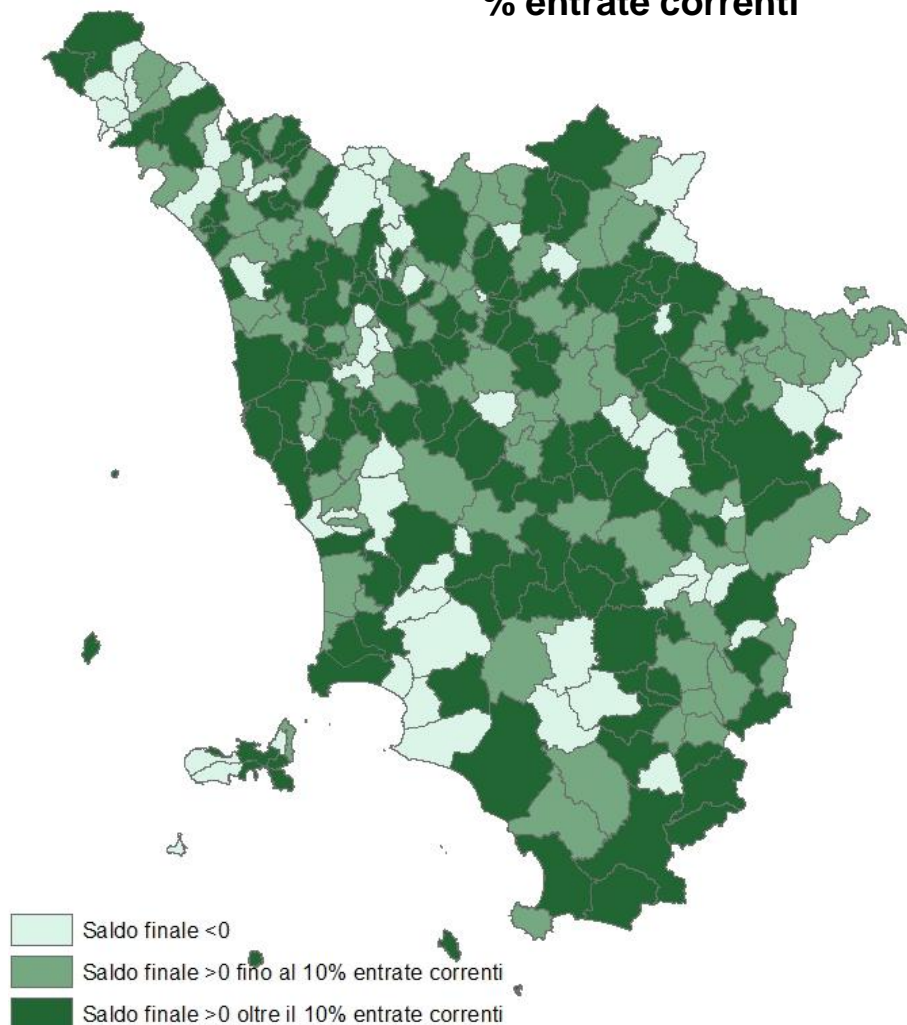 % entrate correnti
Saldo finale <0
Saldo finale >0 fino al 10% entrate correnti
Saldo finale >0 oltre il 10% entrate correnti